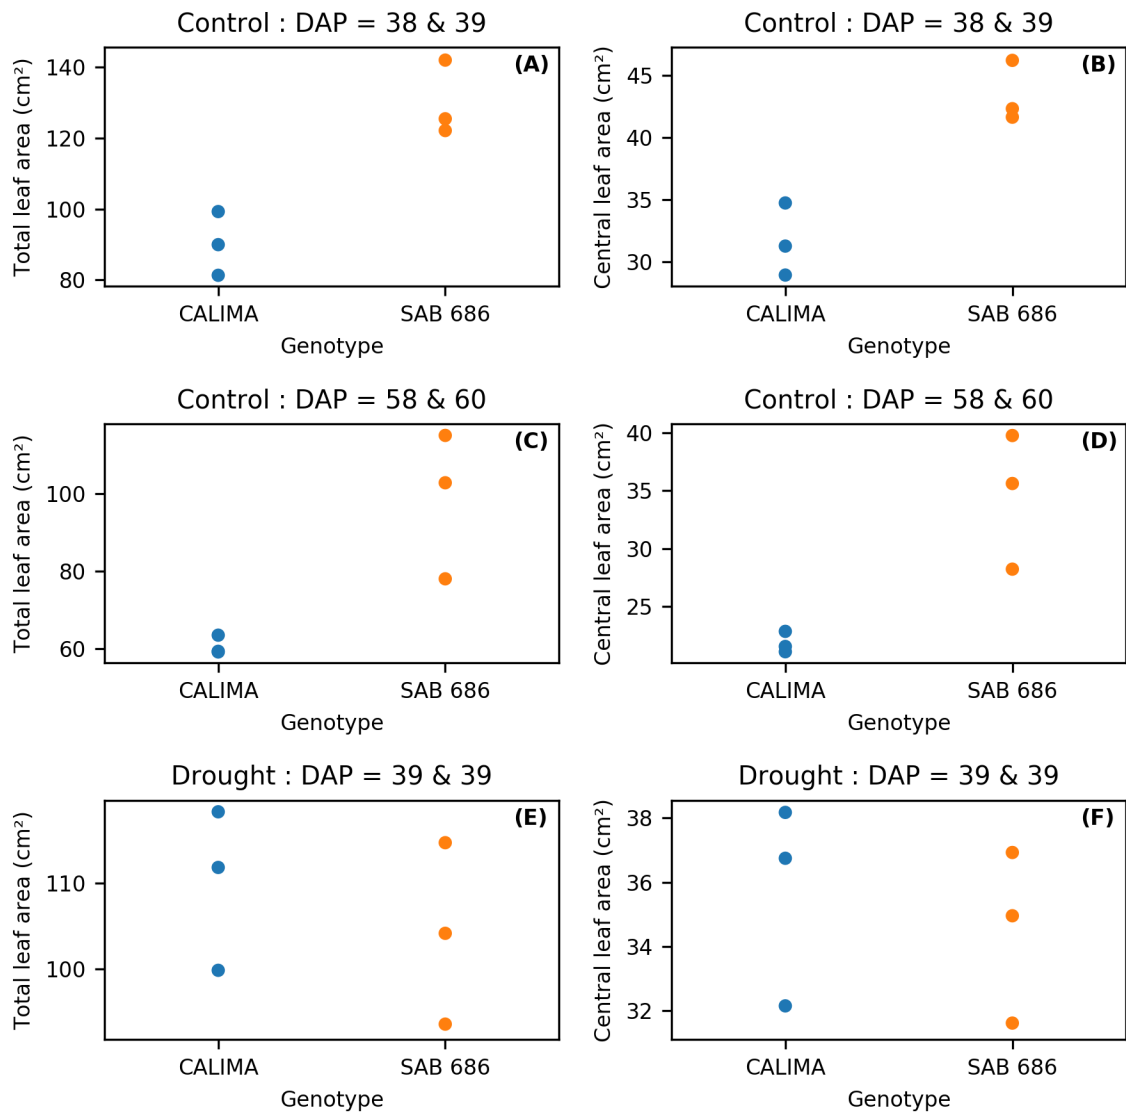 Control : DAP = 38 & 39
(A)
Total leaf area (cm²)
140
120
100
80
CALIMA
SAB 686
Genotype
Control : DAP = 38 & 39
(B)
Central leaf area (cm²)
45
40
35
30
CALIMA
SAB 686
Genotype
Control : DAP = 58 & 60
(C)
Total leaf area (cm²)
100
80
60
CALIMA
SAB 686
Genotype
Control : DAP = 58 & 60
(D)
Central leaf area (cm²)
40
35
30
25
CALIMA
SAB 686
Genotype
Drought : DAP = 39 & 39
(E)
Total leaf area (cm²)
110
100
CALIMA
SAB 686
Genotype
Drought : DAP = 39 & 39
(F)
Central leaf area (cm²)
38
36
34
32
CALIMA
SAB 686
Genotype